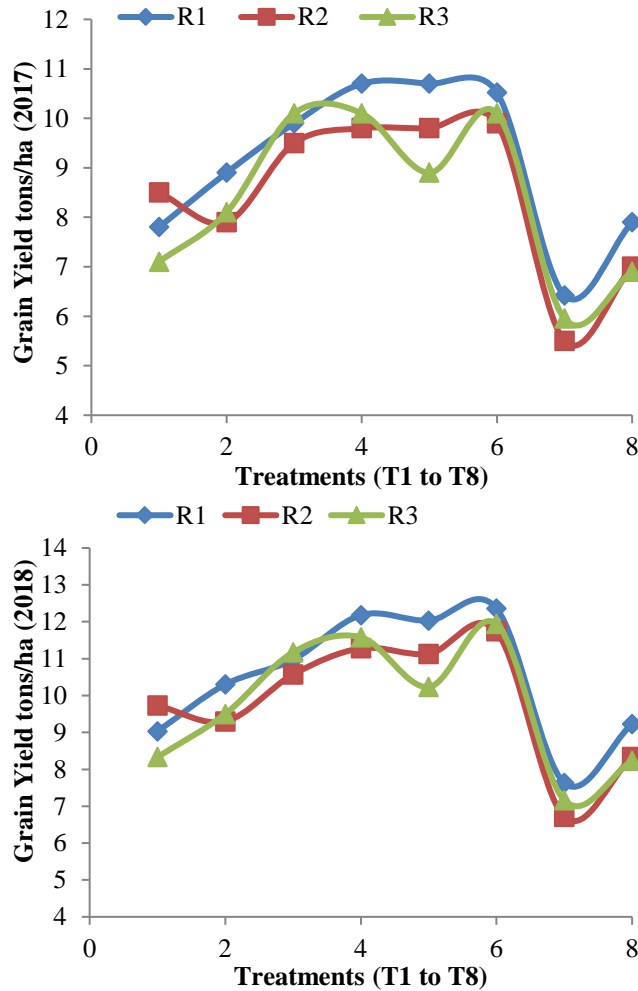 R1 R2 R3
12
11
10
9
8
7
6
5
4
Grain Yield tons/ha (2017)
0 2 4 6 8
Treatments (T1 to T8)
R1 R2 R3
14
13
12
11
10
9
8
7
6
5
4
Grain Yield tons/ha (2018)
0 2 4 6 8
Treatments (T1 to T8)